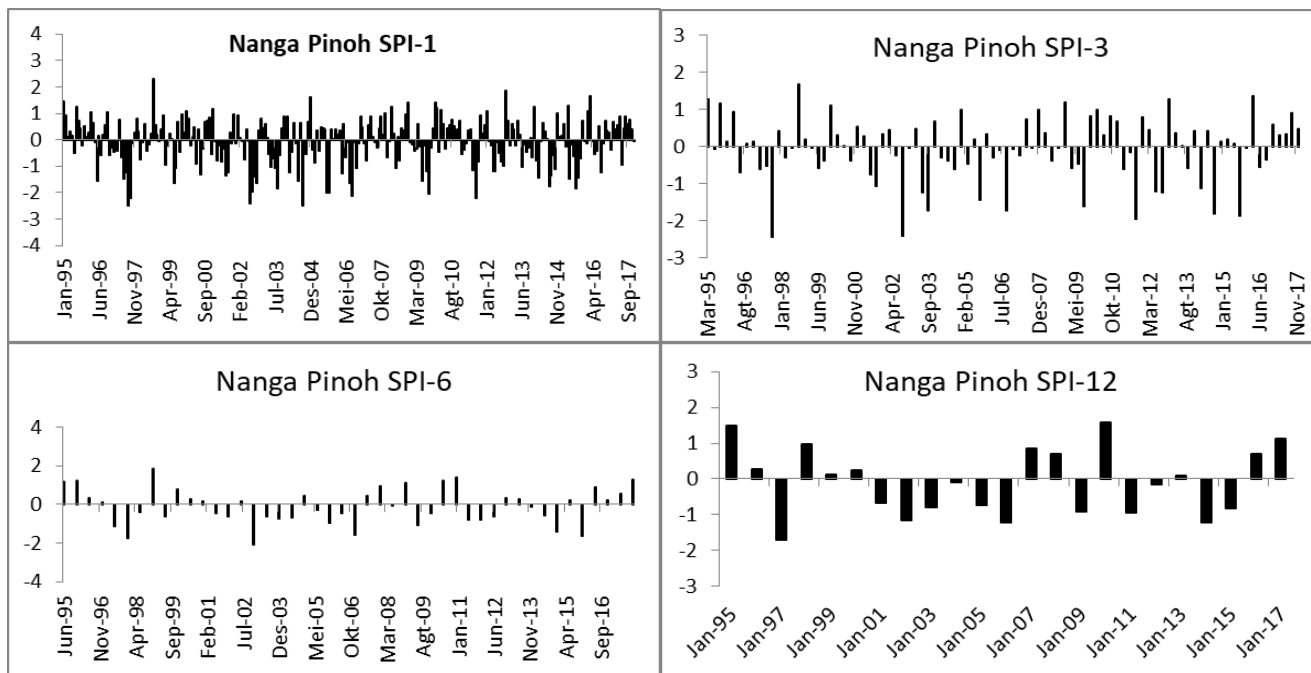 Nanga Pinoh SPI-1
4
3
2
1
0
-1
-2
-3
-4
Jan-95
Jun-96
Nov-97
Apr-99
Sep-00
Feb-02
Jul-03
Des-04
Mei-06
Okt-07
Mar-09
Agt-10
Jan-12
Jun-13
Nov-14
Apr-16
Sep-17
Nanga Pinoh SPI-3
3
2
1
0
-1
-2
-3
Mar-95
Agt-96
Jan-98
Jun-99
Nov-00
Apr-02
Sep-03
Feb-05
Jul-06
Des-07
Mei-09
Okt-10
Mar-12
Agt-13
Jan-15
Jun-16
Nov-17
Nanga Pinoh SPI-6
4
2
0
-2
-4
Jun-95
Nov-96
Apr-98
Sep-99
Feb-01
Jul-02
Des-03
Mei-05
Okt-06
Mar-08
Agt-09
Jan-11
Jun-12
Nov-13
Apr-15
Sep-16
Nanga Pinoh SPI-12
3
2
1
0
-1
-2
-3
Jan-95
Jan-97
Jan-99
Jan-01
Jan-03
Jan-05
Jan-07
Jan-09
Jan-11
Jan-13
Jan-15
Jan-17